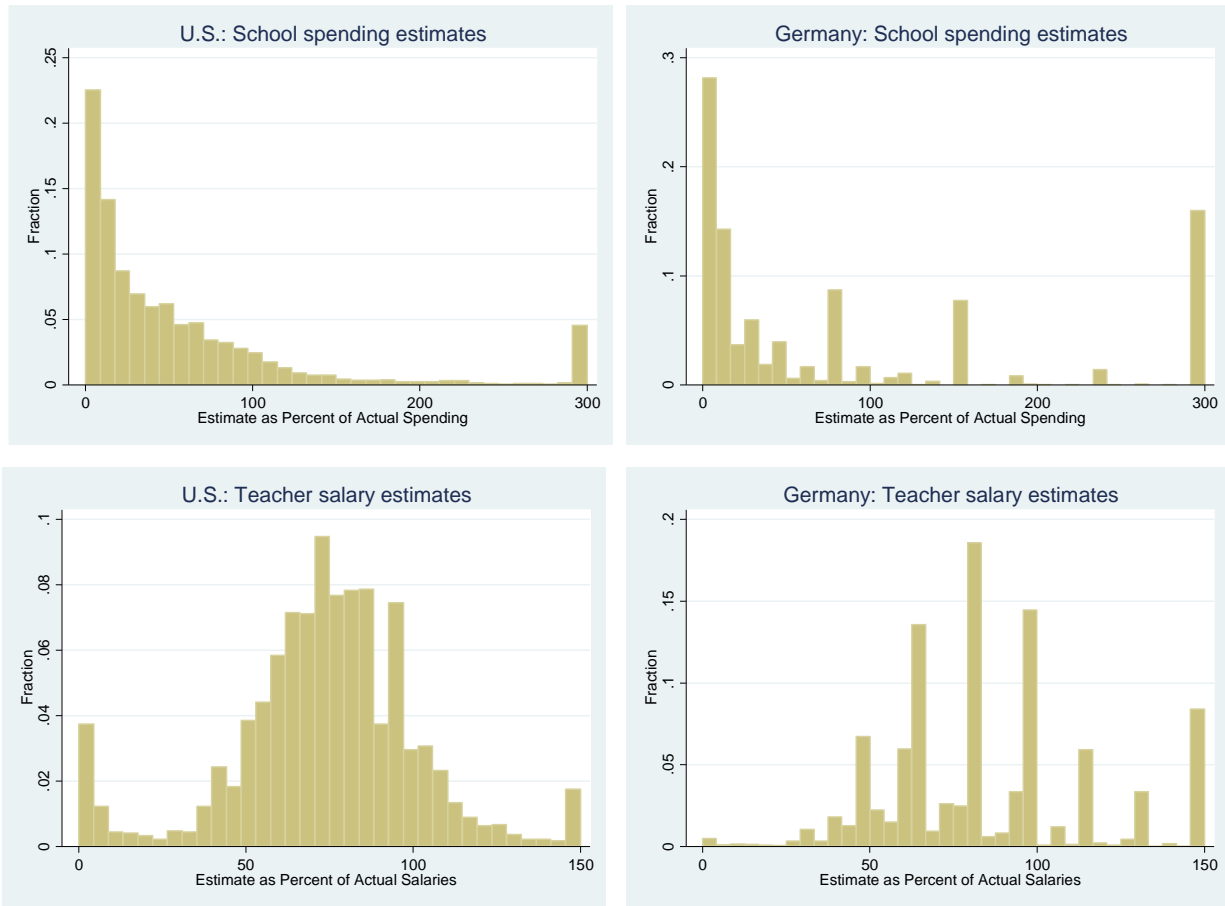 U.S.: School spending estimates
Fraction
0 .05 .1 .15 .2 .25
0 100 200 300
Estimate as Percent of Actual Spending
Germany: School spending estimates
Fraction
0 .1 .2 .3
0 100 200 300
Estimate as Percent of Actual Spending
U.S.: Teacher salary estimates
Fraction
0 .02 .04 .06 .08 .1
0 50 100 150
Estimate as Percent of Actual Salaries
Germany: Teacher salary estimates
Fraction
0 .05 .1 .15 .2
0 50 100 150
Estimate as Percent of Actual Salaries